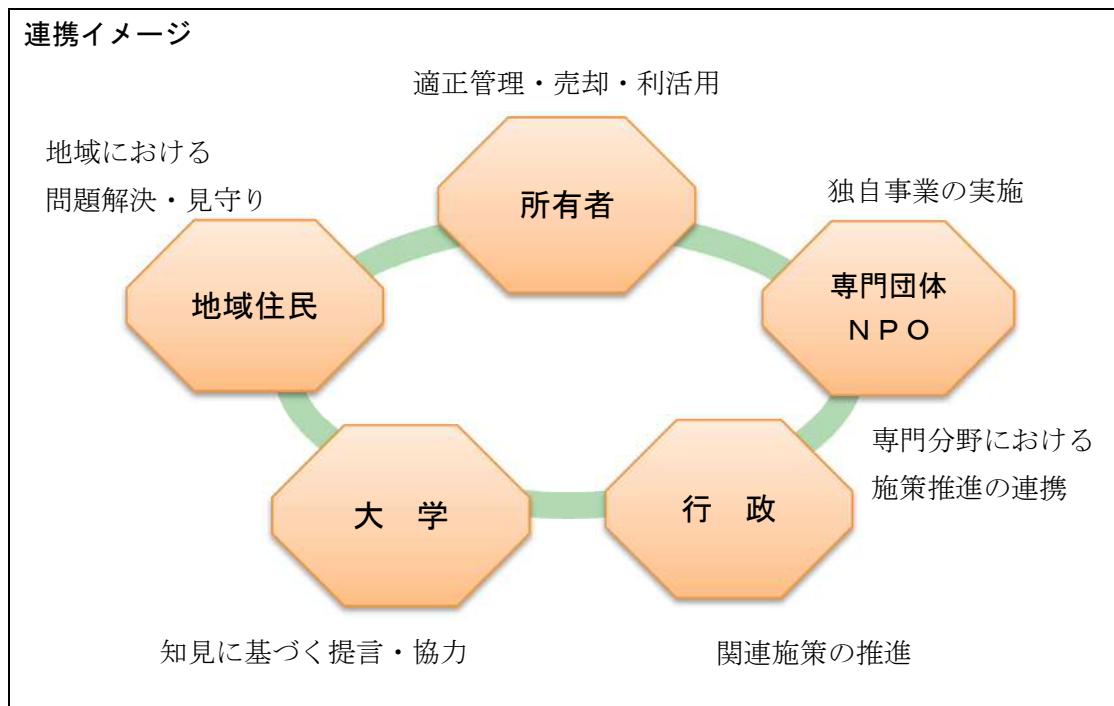 連携イメージ
適正管理・売却・利活用
所有者
地域における
問題解決・見守り
地域住民
独自事業の実施
専門団体
ＮＰＯ
専門分野における
施策推進の連携
大　学
行　政
知見に基づく提言・協力
関連施策の推進